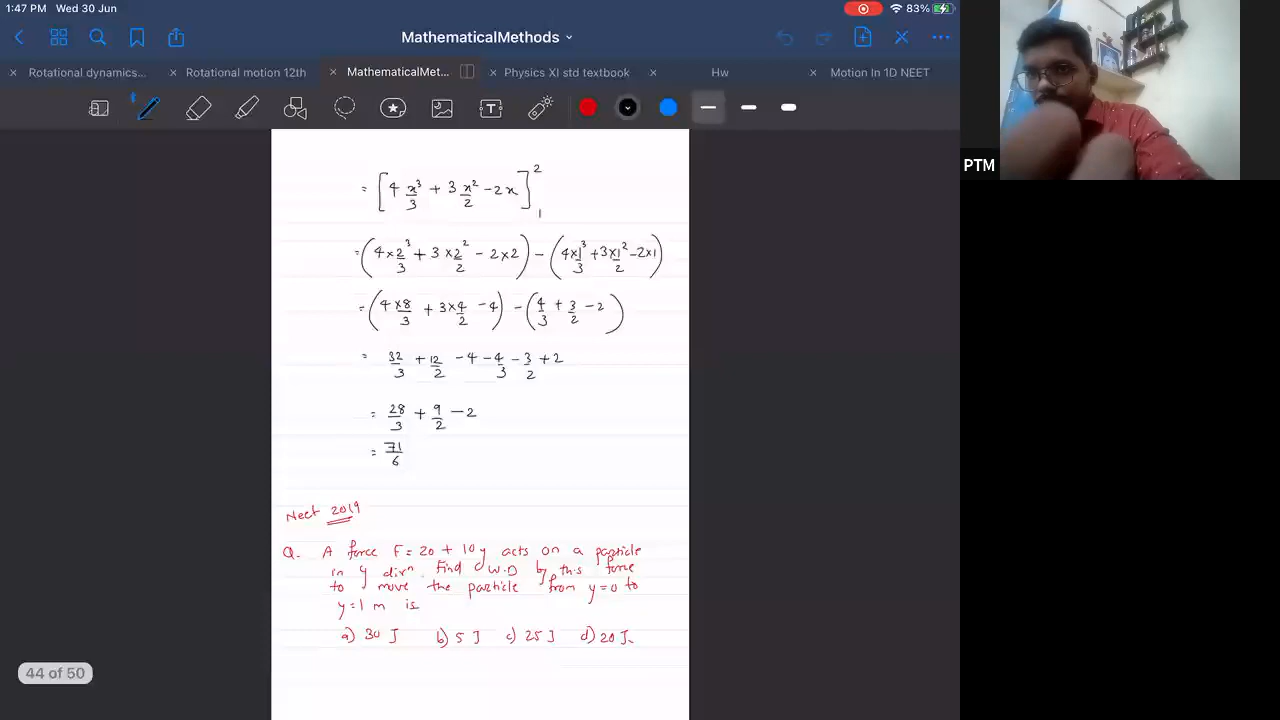 1:47 PM Wed 30 Jun
83%
MathematicalMethods
Rotational dynamics...
Rotational motion 12th
MathematicalMet...
Physics XI std textbook
Hw
Motion In 1D NEET
PTM
= [4 x³/3 + 3 x²/2 - 2x]₁²
= (4×2³/3 + 3×2²/2 - 2×2) - (4×1³/3 + 3×1²/2 - 2×1)
= (4×8/3 + 3×4/2 - 4) - (4/3 + 3/2 - 2)
= 32/3 + 12/2 - 4 - 4/3 - 3/2 + 2
= 28/3 + 9/2 - 2
= 71/6
Neet 2019
Q. A force F = 20 + 10y acts on a particle
in y dirⁿ. Find W.D by this force
to move the particle from y=0 to
y=1 m is
a) 30 J b) 5 J c) 25 J d) 20 J.
44 of 50